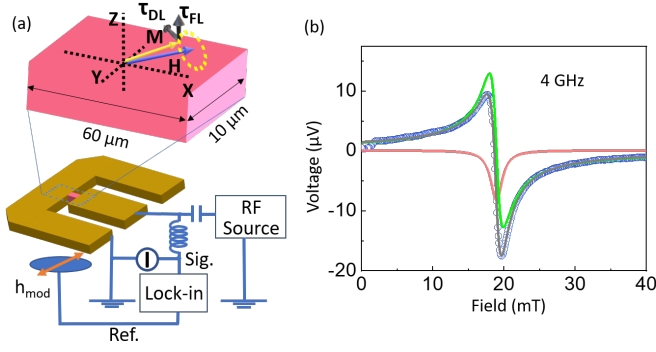 (a)
Z
τDL
τFL
M
H
Y
X
60 μm
10 μm
RF
Source
I
Sig.
hmod
Lock-in
Ref.
(b)
4 GHz
Voltage (μV)
10
0
-10
-20
0
10
20
30
40
Field (mT)